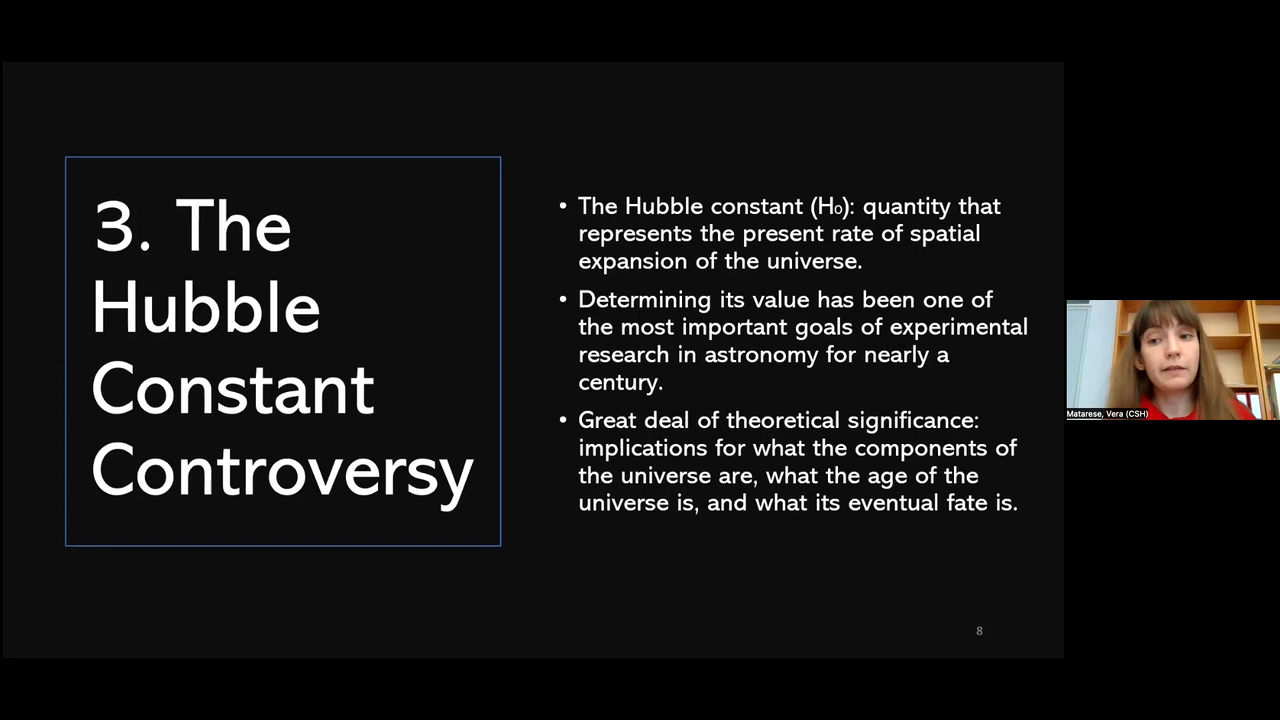 3. The
Hubble
Constant
Controversy
• The Hubble constant (H₀): quantity that
represents the present rate of spatial
expansion of the universe.
• Determining its value has been one of
the most important goals of experimental
research in astronomy for nearly a
century.
• Great deal of theoretical significance:
implications for what the components of
the universe are, what the age of the
universe is, and what its eventual fate is.
8
Matarese, Vera (CSH)